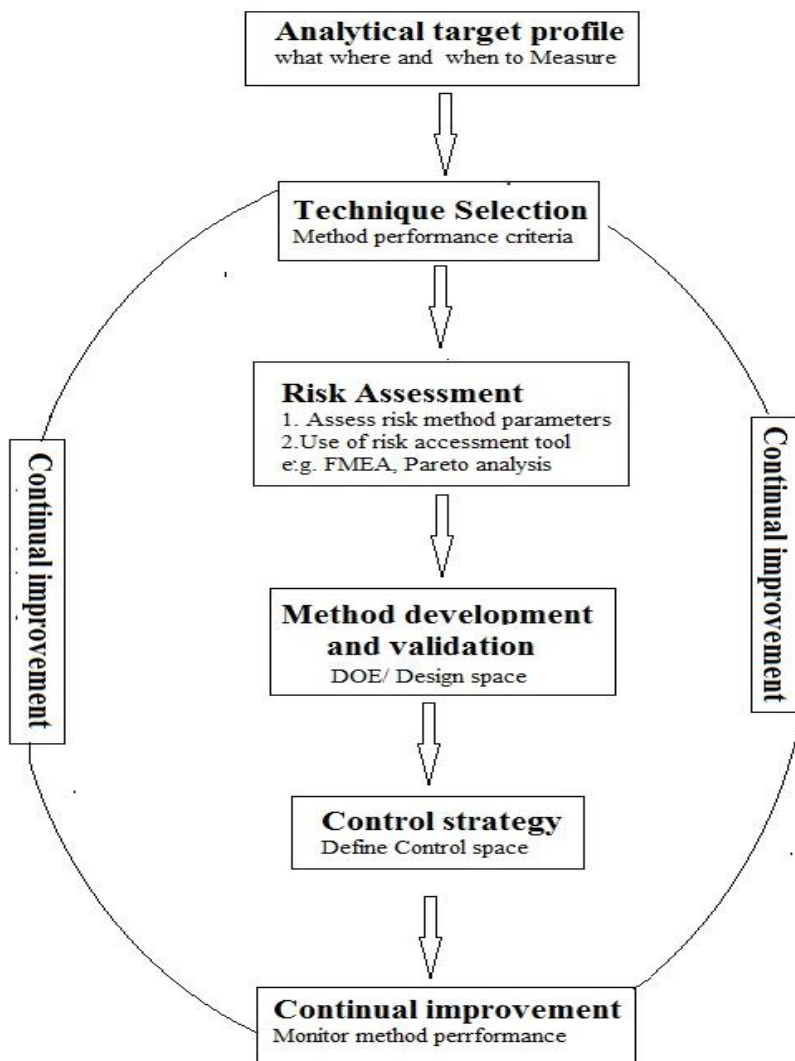 Analytical target profile
what where and when to Measure
Technique Selection
Method performance criteria
Risk Assessment
1. Assess risk method parameters
2.Use of risk accessment tool
e.g. FMEA, Pareto analysis
Continual improvement
Continual improvement
Method development
and validation
DOE/ Design space
Control strategy
Define Control space
Continual improvement
Monitor method perrformance